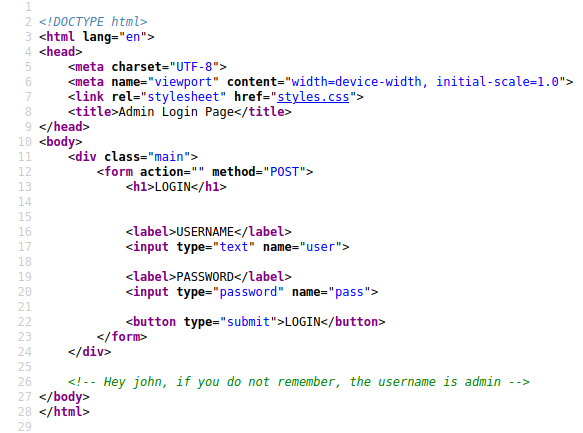 1
2 <!DOCTYPE html>
3 <html lang="en">
4 <head>
5     <meta charset="UTF-8">
6     <meta name="viewport" content="width=device-width, initial-scale=1.0">
7     <link rel="stylesheet" href="styles.css">
8     <title>Admin Login Page</title>
9 </head>
10 <body>
11     <div class="main">
12         <form action="" method="POST">
13             <h1>LOGIN</h1>
14
15
16             <label>USERNAME</label>
17             <input type="text" name="user">
18
19             <label>PASSWORD</label>
20             <input type="password" name="pass">
21
22             <button type="submit">LOGIN</button>
23         </form>
24     </div>
25
26     <!-- Hey john, if you do not remember, the username is admin -->
27 </body>
28 </html>
29